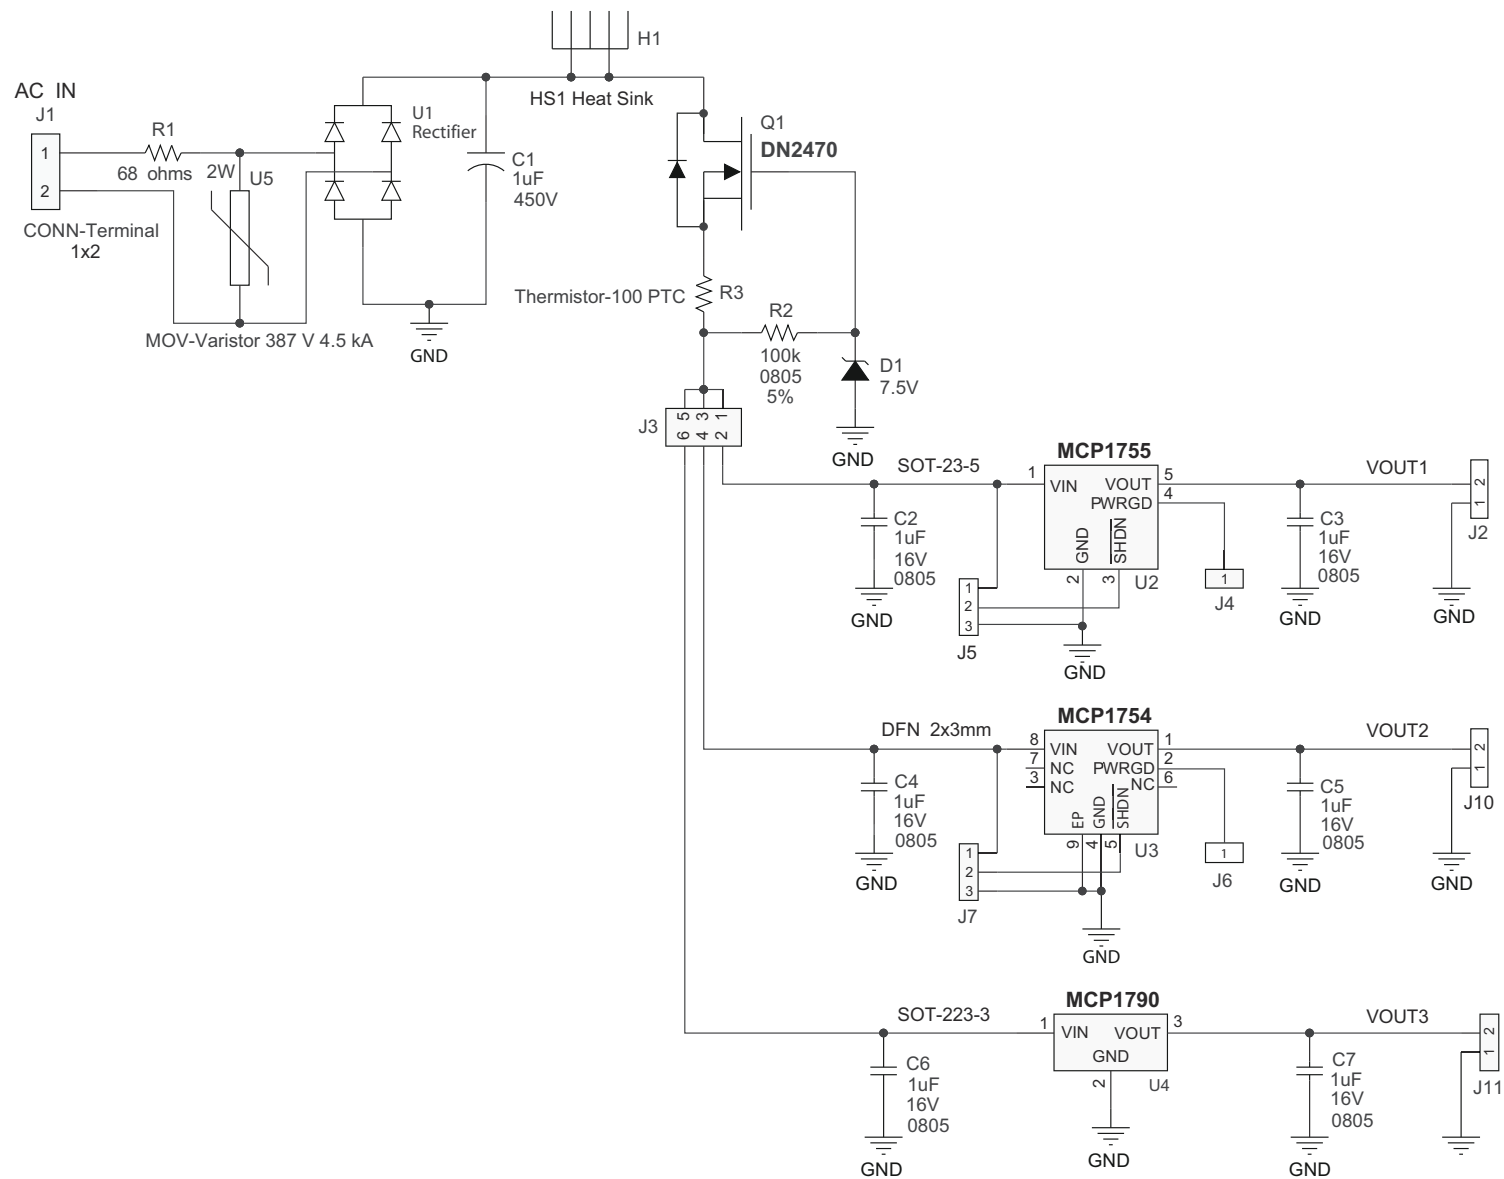 H1
HS1 Heat Sink
AC IN
J1
1
2
CONN-Terminal
1x2
R1
68 ohms
2W
U5
MOV-Varistor 387 V 4.5 kA
U1
Rectifier
C1
1uF
450V
GND
Q1
DN2470
Thermistor-100 PTC
R3
R2
100k
0805
5%
D1
7.5V
GND
J3
5 3 1
6 4 2
SOT-23-5
C2
1uF
16V
0805
GND
MCP1755
1
VIN
VOUT
5
PWRGD
4
GND
SHDN
2
3
U2
1
2
3
J5
GND
1
J4
C3
1uF
16V
0805
GND
VOUT1
2
1
J2
GND
DFN 2x3mm
C4
1uF
16V
0805
GND
MCP1754
8
VIN
7
NC
3
NC
VOUT
1
PWRGD
2
NC
6
EP
GND
SHDN
9
4
5
U3
1
2
3
J7
GND
1
J6
C5
1uF
16V
0805
GND
VOUT2
2
1
J10
GND
SOT-223-3
C6
1uF
16V
0805
GND
MCP1790
1
VIN
VOUT
3
GND
2
U4
GND
C7
1uF
16V
0805
GND
VOUT3
2
1
J11